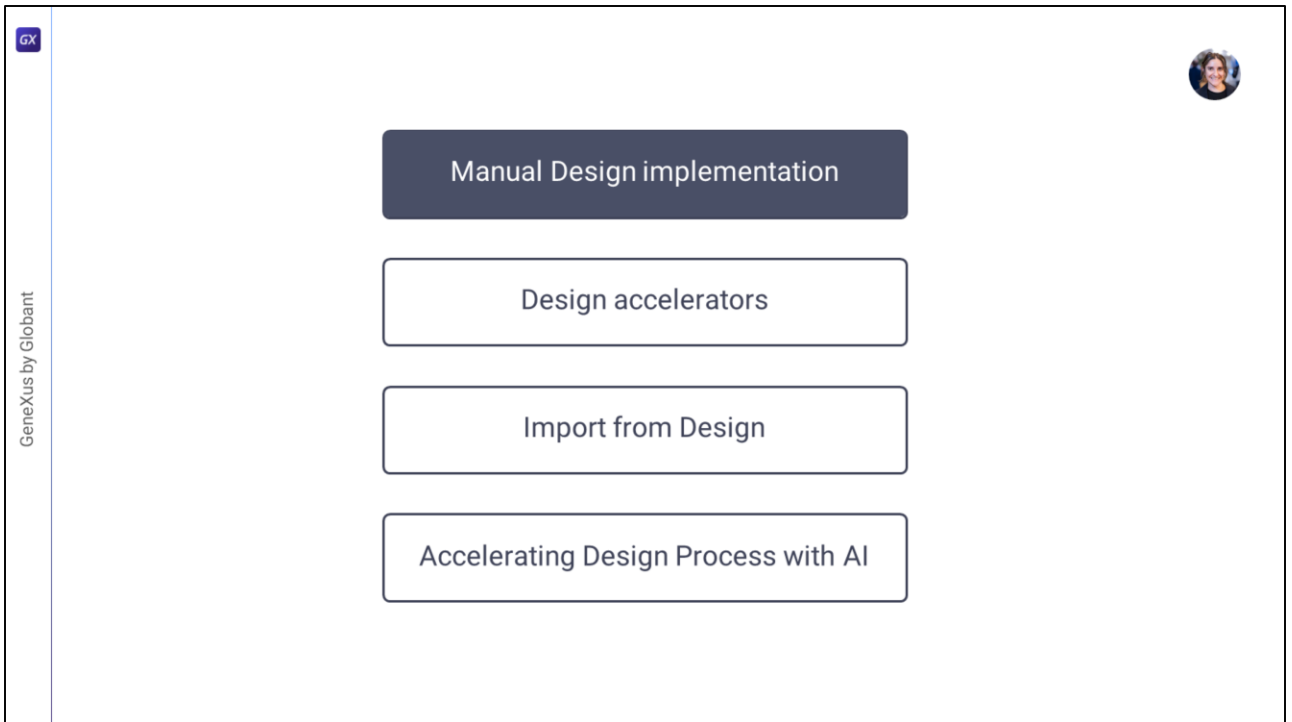 GX
GeneXus by Globant
Manual Design implementation
Design accelerators
Import from Design
Accelerating Design Process with AI